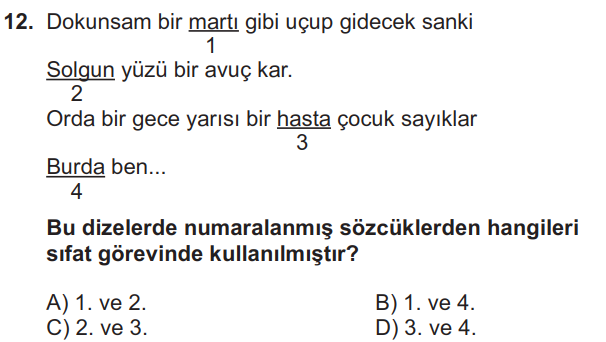 12. Dokunsam bir martı gibi uçup gidecek sanki
1
Solgun yüzü bir avuç kar.
2
Orda bir gece yarısı bir hasta çocuk sayıklar
3
Burda ben...
4
Bu dizelerde numaralanmış sözcüklerden hangileri
sıfat görevinde kullanılmıştır?
A) 1. ve 2. B) 1. ve 4.
C) 2. ve 3. D) 3. ve 4.